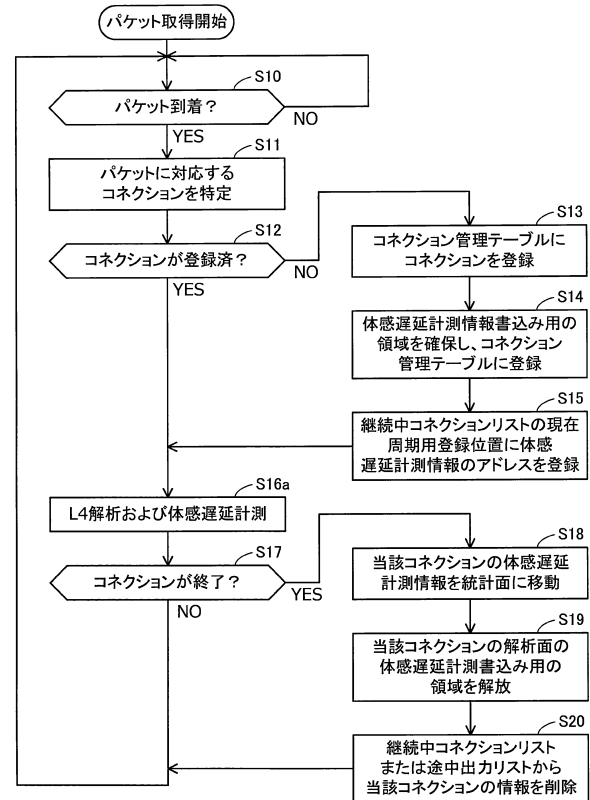 パケット取得開始
S10
パケット到着？
NO
YES
S11
パケットに対応する
コネクションを特定
S12
コネクションが登録済？
NO
YES
S13
コネクション管理テーブルに
コネクションを登録
S14
体感遅延計測情報書込み用の
領域を確保し、コネクション
管理テーブルに登録
S15
継続中コネクションリストの現在
周期用登録位置に体感
遅延計測情報のアドレスを登録
S16a
L4解析および体感遅延計測
S17
コネクションが終了？
YES
NO
S18
当該コネクションの体感遅延
計測情報を統計面に移動
S19
当該コネクションの解析面の
体感遅延計測書込み用の
領域を解放
S20
継続中コネクションリスト
または途中出力リストから
当該コネクションの情報を削除